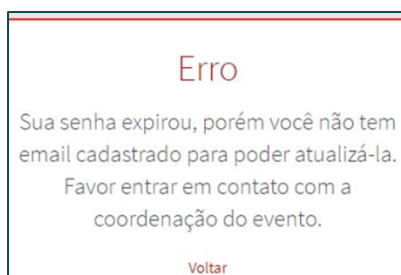 Erro
Sua senha expirou, porém você não tem
email cadastrado para poder atualizá-la.
Favor entrar em contato com a
coordenação do evento.
Voltar